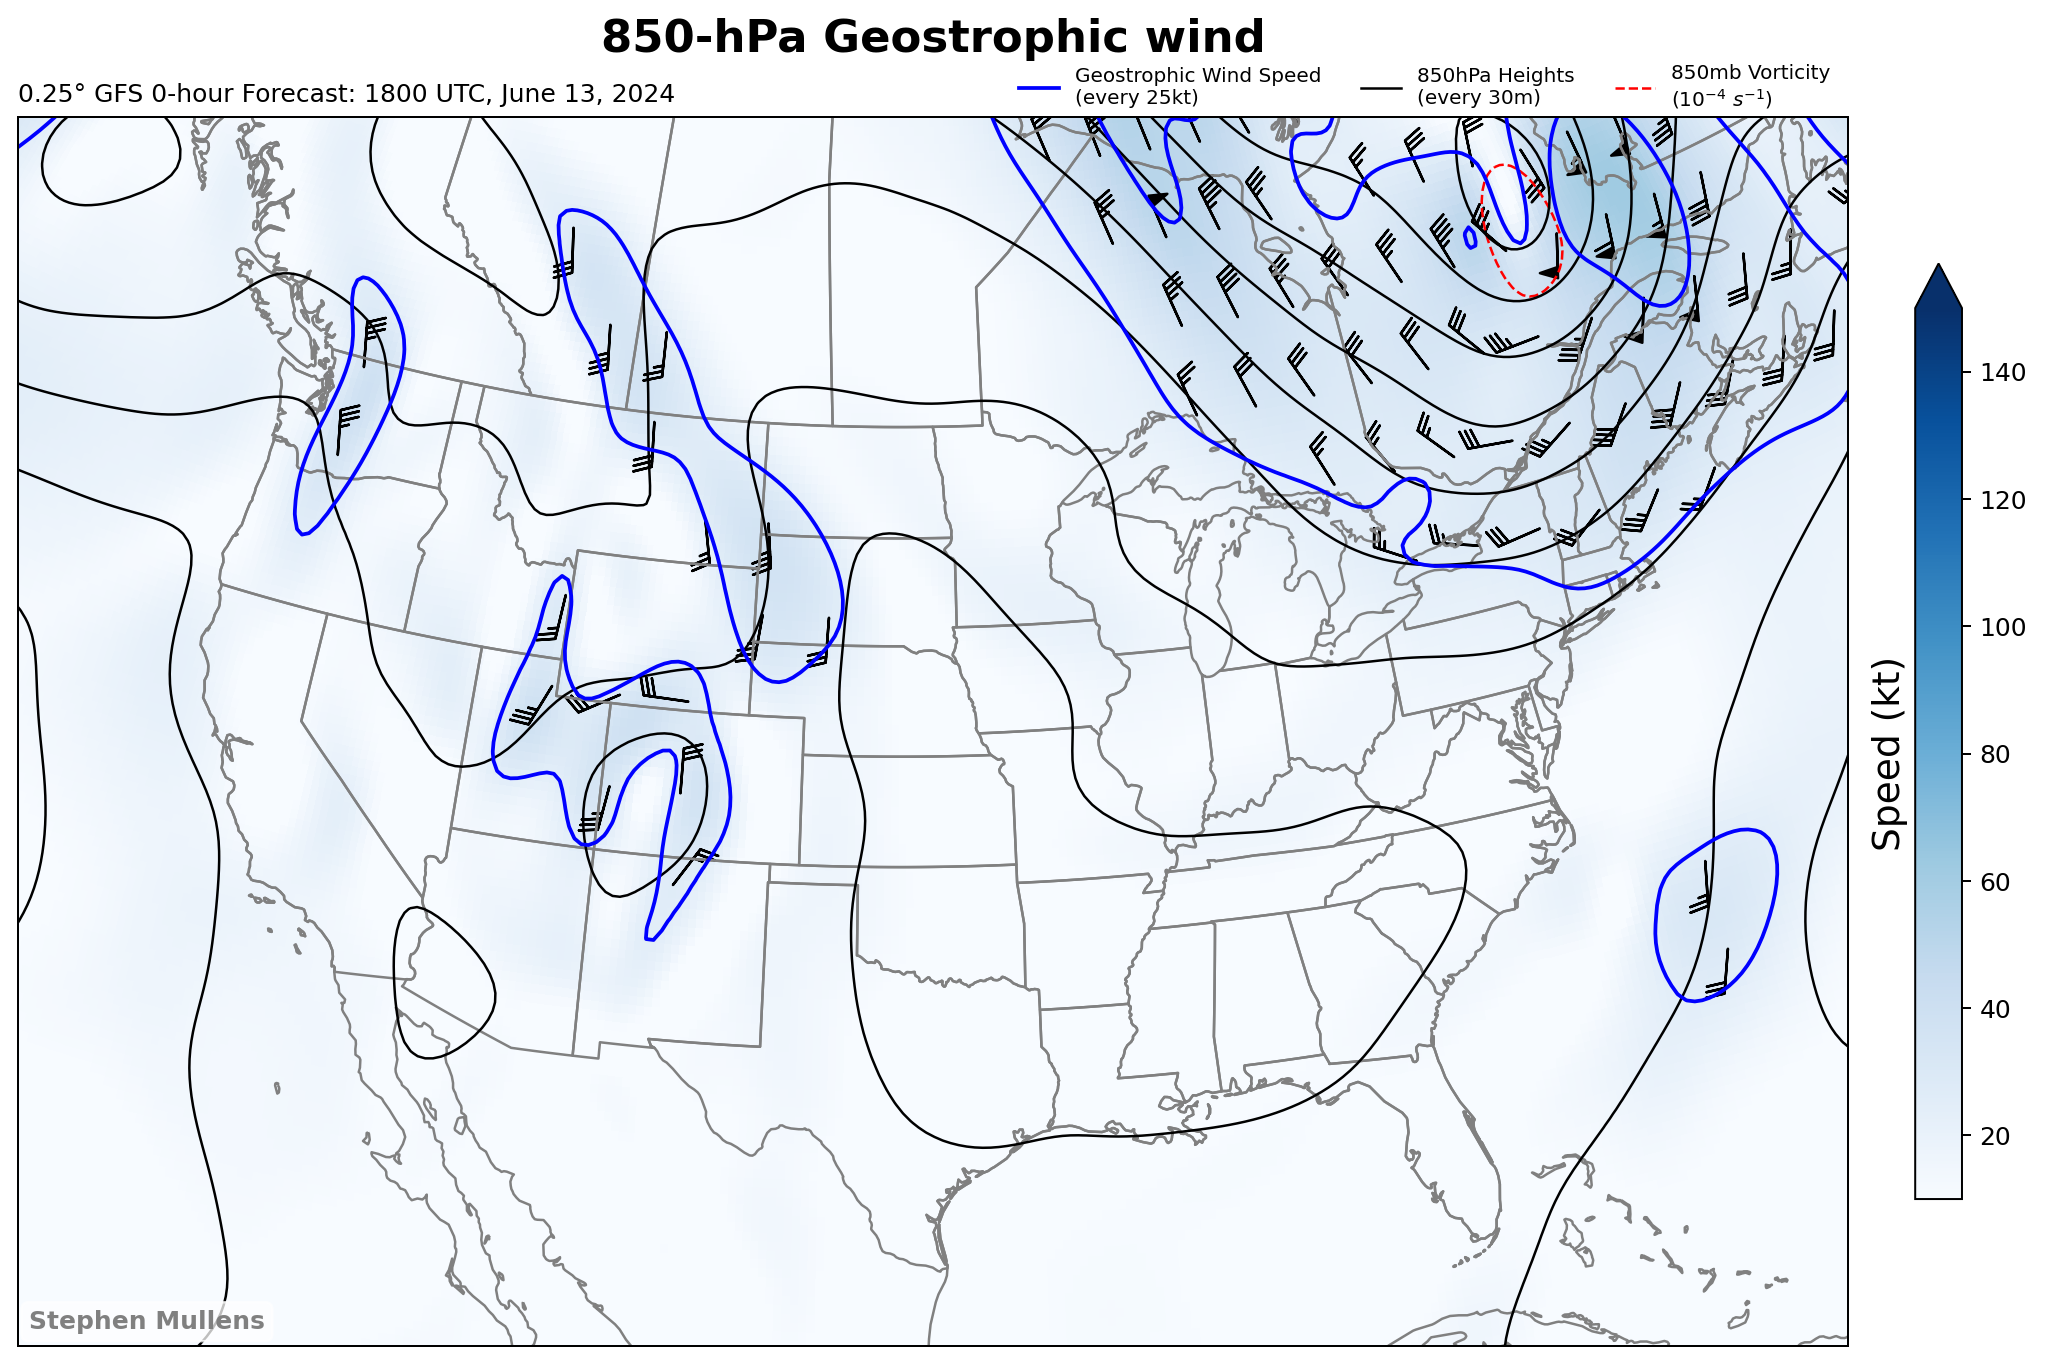 850-hPa Geostrophic wind
0.25° GFS 0-hour Forecast: 1800 UTC, June 13, 2024
Geostrophic Wind Speed
(every 25kt)
850hPa Heights
(every 30m)
850mb Vorticity
(10⁻⁴ s⁻¹)
140
120
100
80
60
40
20
Speed (kt)
Stephen Mullens